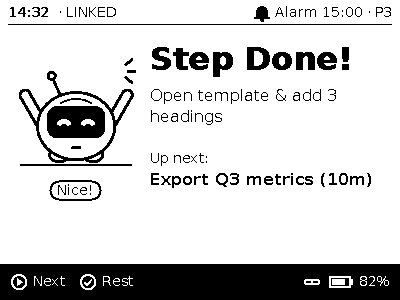 14:32 · LINKED
Alarm 15:00 · P3
Step Done!
Open template & add 3
headings
Up next:
Export Q3 metrics (10m)
Nice!
Next
Rest
82%